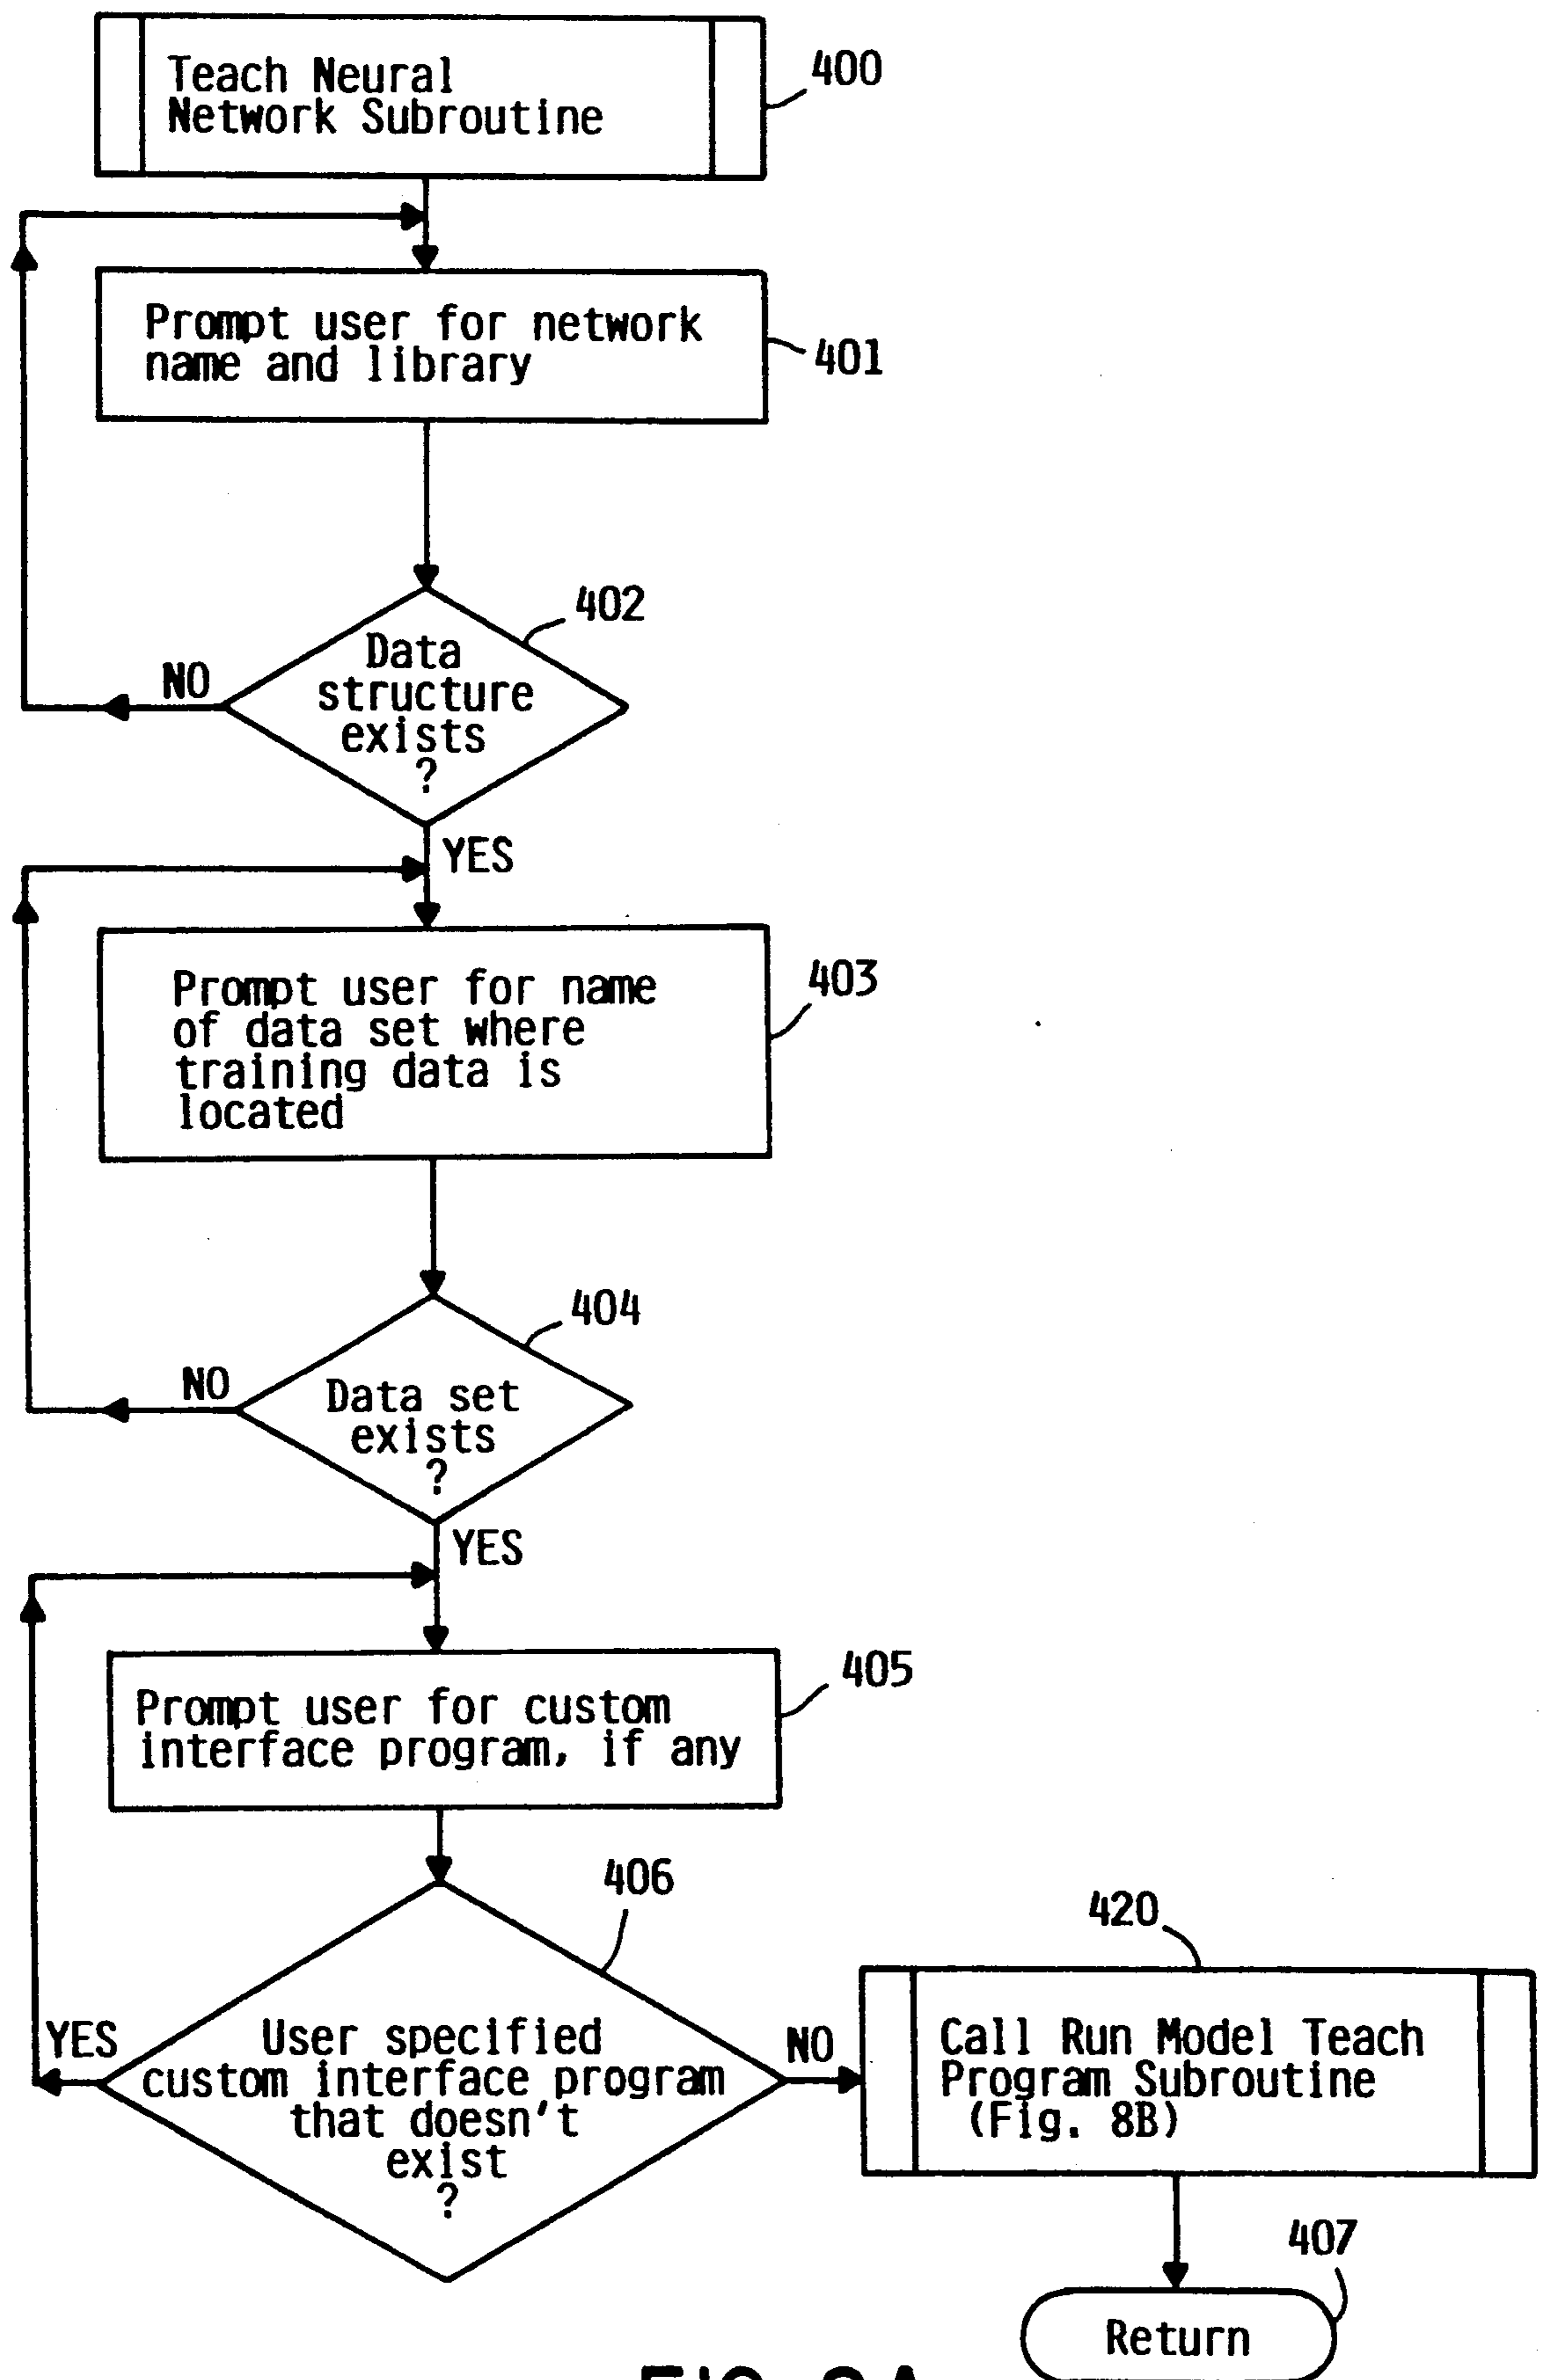 Teach Neural
Network Subroutine
400
Prompt user for network
name and library
401
402
Data
structure
exists
?
NO
YES
Prompt user for name
of data set where
training data is
located
403
404
Data set
exists
?
NO
YES
Prompt user for custom
interface program, if any
405
406
User specified
custom interface program
that doesn't
exist
?
YES
NO
420
Call Run Model Teach
Program Subroutine
(Fig. 8B)
407
Return